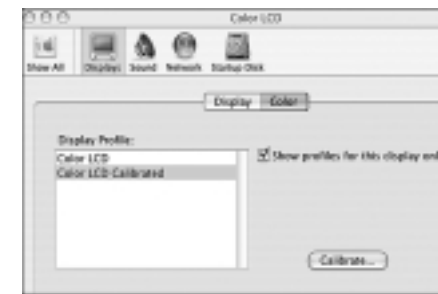 Color LCD
Show All Displays Sound Network Startup Disk
Display Color
Display Profile:
Color LCD
Color LCD Calibrated
Show profiles for this display onl
Calibrate...